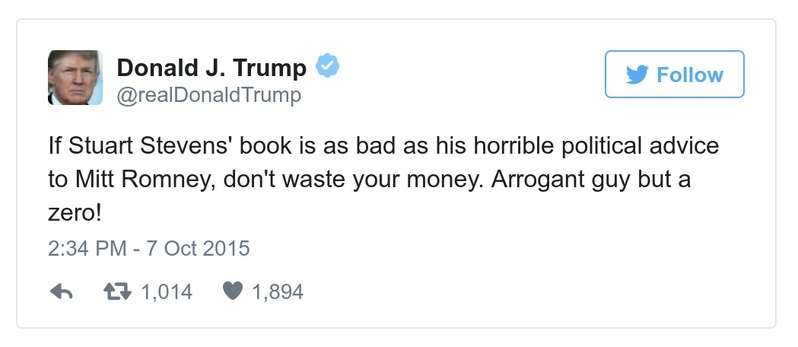 Donald J. Trump
@realDonaldTrump
Follow
If Stuart Stevens' book is as bad as his horrible political advice
to Mitt Romney, don't waste your money. Arrogant guy but a
zero!
2:34 PM - 7 Oct 2015
1,014 1,894